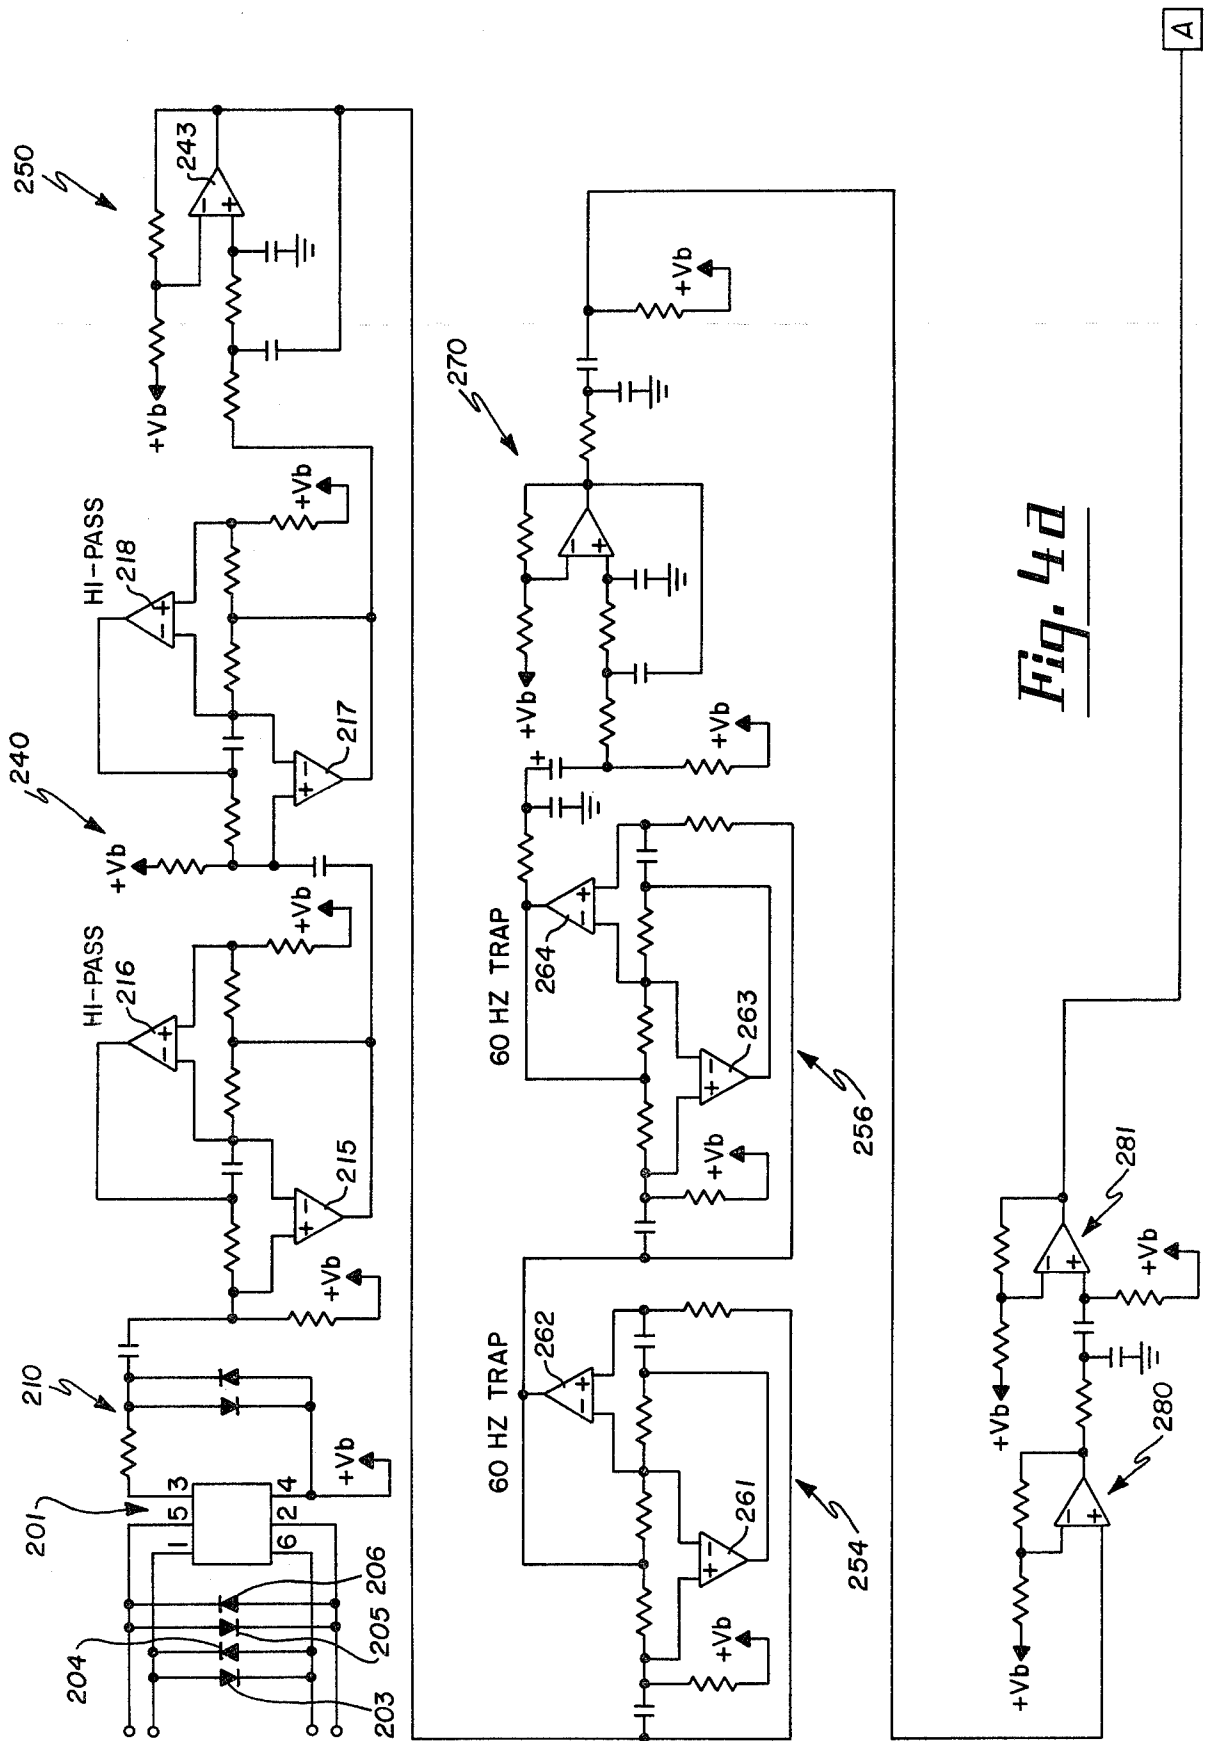 250
243
−
+
+Vb
HI-PASS
218
− +
+Vb
240
+ −
217
+Vb
HI-PASS
216
− +
+Vb
+ −
215
+Vb
210
201
3
5
1
4
2
6
+Vb
206
205
204
203
270
+Vb
−
+
+Vb
+
+Vb
60 HZ TRAP
264
− +
+ −
263
+Vb
256
60 HZ TRAP
262
− +
+ −
261
+Vb
254
+Vb
−
+
281
+Vb
+Vb
−
+
280
A
Fig. 4d